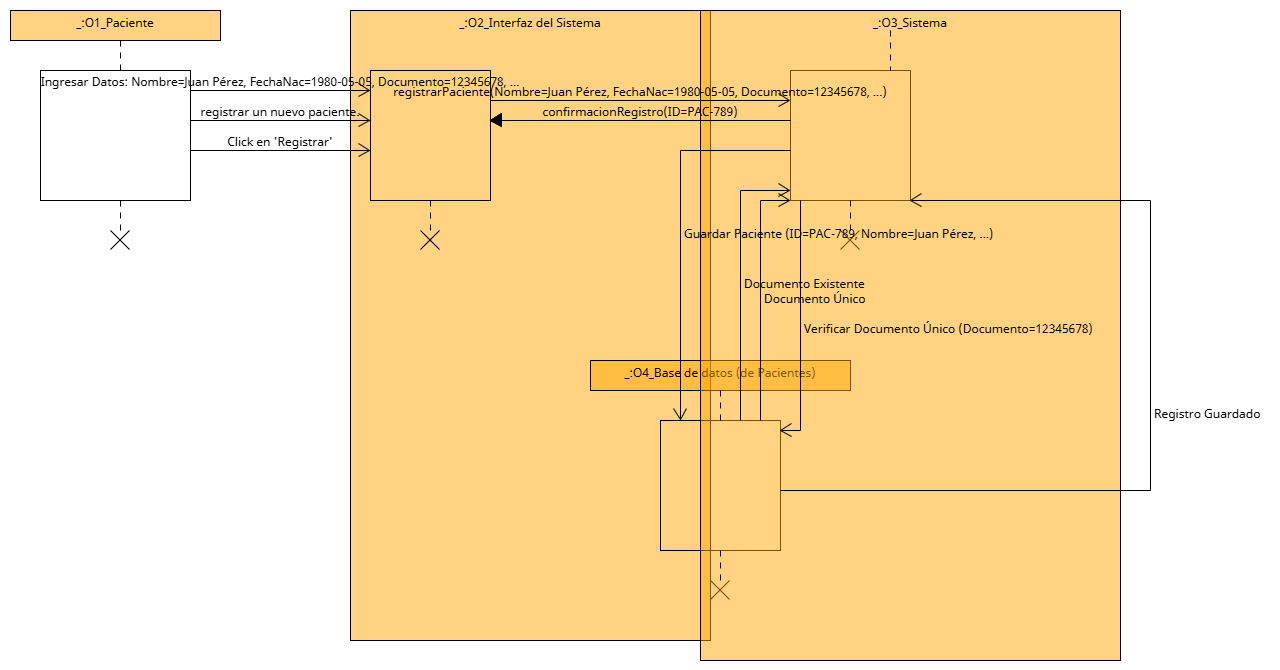 _:O1_Paciente
_:O2_Interfaz del Sistema
_:O3_Sistema
Ingresar Datos: Nombre=Juan Pérez, FechaNac=1980-05-05, Documento=12345678, ...
registrarPaciente(Nombre=Juan Pérez, FechaNac=1980-05-05, Documento=12345678, ...)
registrar un nuevo paciente.
confirmacionRegistro(ID=PAC-789)
Click en 'Registrar'
Guardar Paciente (ID=PAC-789, Nombre=Juan Pérez, ...)
Documento Existente
Documento Único
Verificar Documento Único (Documento=12345678)
_:O4_Base de datos (de Pacientes)
Registro Guardado